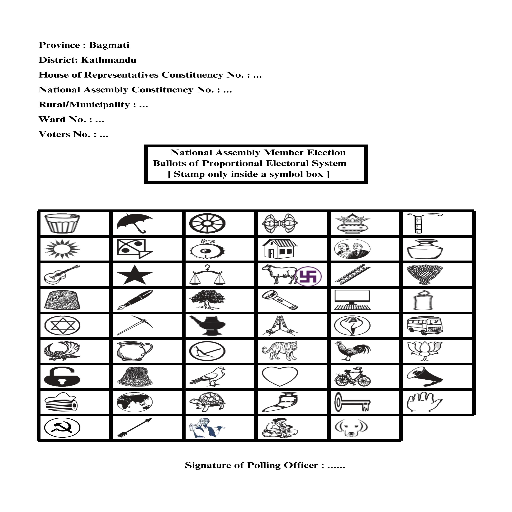 Province : Bagmati
District: Kathmandu
House of Representatives Constituency No. : ...
National Assembly Constituency No. : ...
Rural/Municipality : ...
Ward No. : ...
Voters No. : ...
National Assembly Member Election
Ballots of Proportional Electoral System
[ Stamp only inside a symbol box ]
Signature of Polling Officer : ......